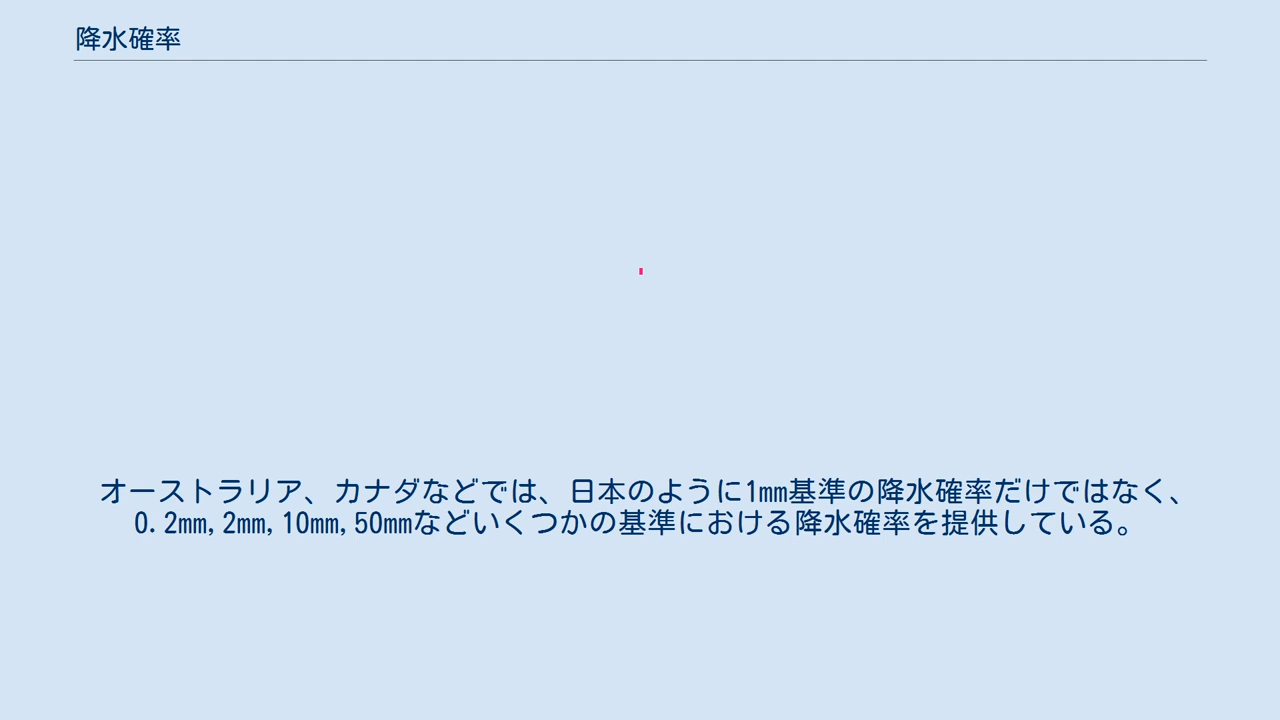 降水確率
オーストラリア、カナダなどでは、日本のように1mm基準の降水確率だけではなく、
0.2mm,2mm,10mm,50mmなどいくつかの基準における降水確率を提供している。